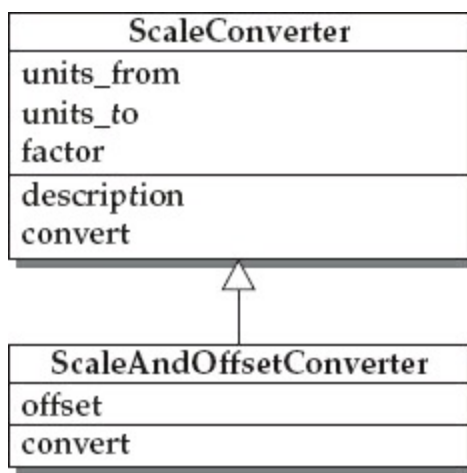 ScaleConverter
units_from
units_to
factor
description
convert
ScaleAndOffsetConverter
offset
convert